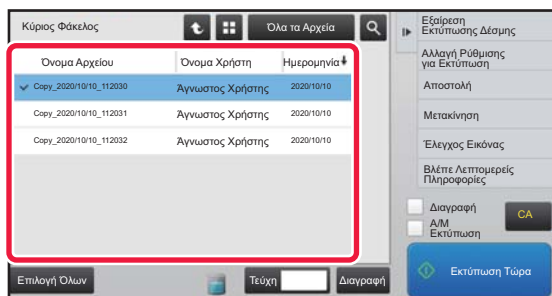 Κύριος Φάκελος
Όλα τα Αρχεία
Όνομα Αρχείου Όνομα Χρήστη Ημερομηνία
Copy_2020/10/10_112030 Άγνωστος Χρήστης 2020/10/10
Copy_2020/10/10_112031 Άγνωστος Χρήστης 2020/10/10
Copy_2020/10/10_112032 Άγνωστος Χρήστης 2020/10/10
Επιλογή Όλων Τεύχη Διαγραφή
Εξαίρεση
Εκτύπωσης Δέσμης
Αλλαγή Ρύθμισης
για Εκτύπωση
Αποστολή
Μετακίνηση
Έλεγχος Εικόνας
Βλέπε Λεπτομερείς
Πληροφορίες
Διαγραφή
Α/Μ
Εκτύπωση
CA
Εκτύπωση Τώρα